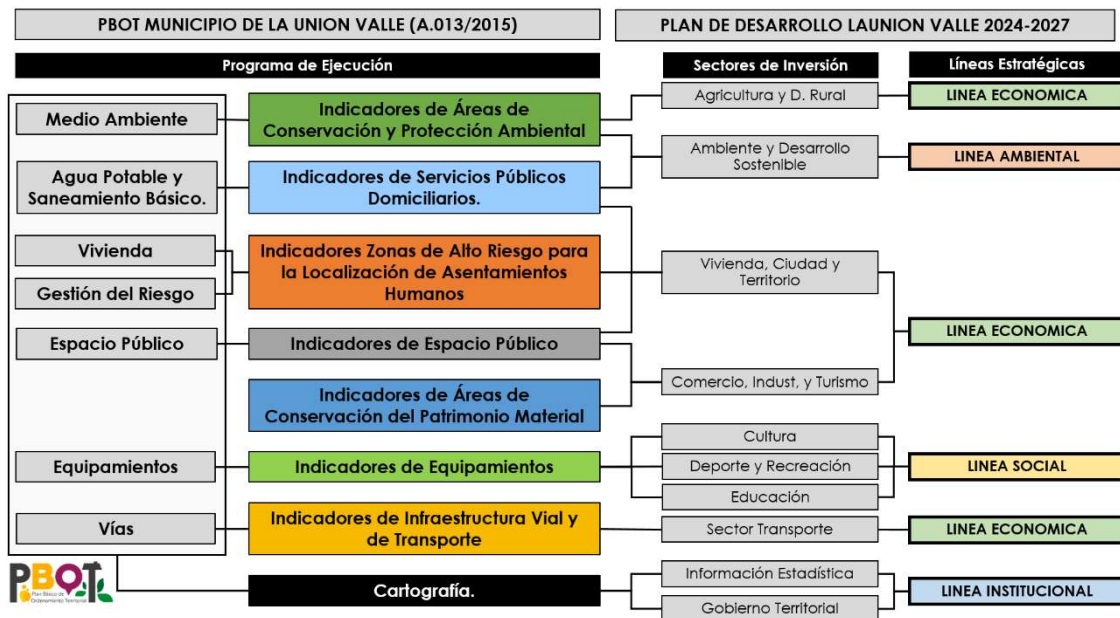 PBOT MUNICIPIO DE LA UNION VALLE (A.013/2015)
PLAN DE DESARROLLO LAUNION VALLE 2024-2027
Programa de Ejecución
Sectores de Inversión
Líneas Estratégicas
Medio Ambiente
Indicadores de Áreas de
Conservación y Protección Ambiental
Agricultura y D. Rural
LINEA ECONOMICA
Ambiente y Desarrollo
Sostenible
LINEA AMBIENTAL
Agua Potable y
Saneamiento Básico.
Indicadores de Servicios Públicos
Domiciliarios.
Vivienda
Gestión del Riesgo
Indicadores Zonas de Alto Riesgo para
la Localización de Asentamientos
Humanos
Vivienda, Ciudad y
Territorio
LINEA ECONOMICA
Espacio Público
Indicadores de Espacio Público
Comercio, Indust, y Turismo
Indicadores de Áreas de
Conservación del Patrimonio Material
Equipamientos
Indicadores de Equipamientos
Cultura
Deporte y Recreación
Educación
LINEA SOCIAL
Vías
Indicadores de Infraestructura Vial y
de Transporte
Sector Transporte
LINEA ECONOMICA
PBOT
Plan Básico de
Ordenamiento Territorial
Cartografía.
Información Estadística
Gobierno Territorial
LINEA INSTITUCIONAL